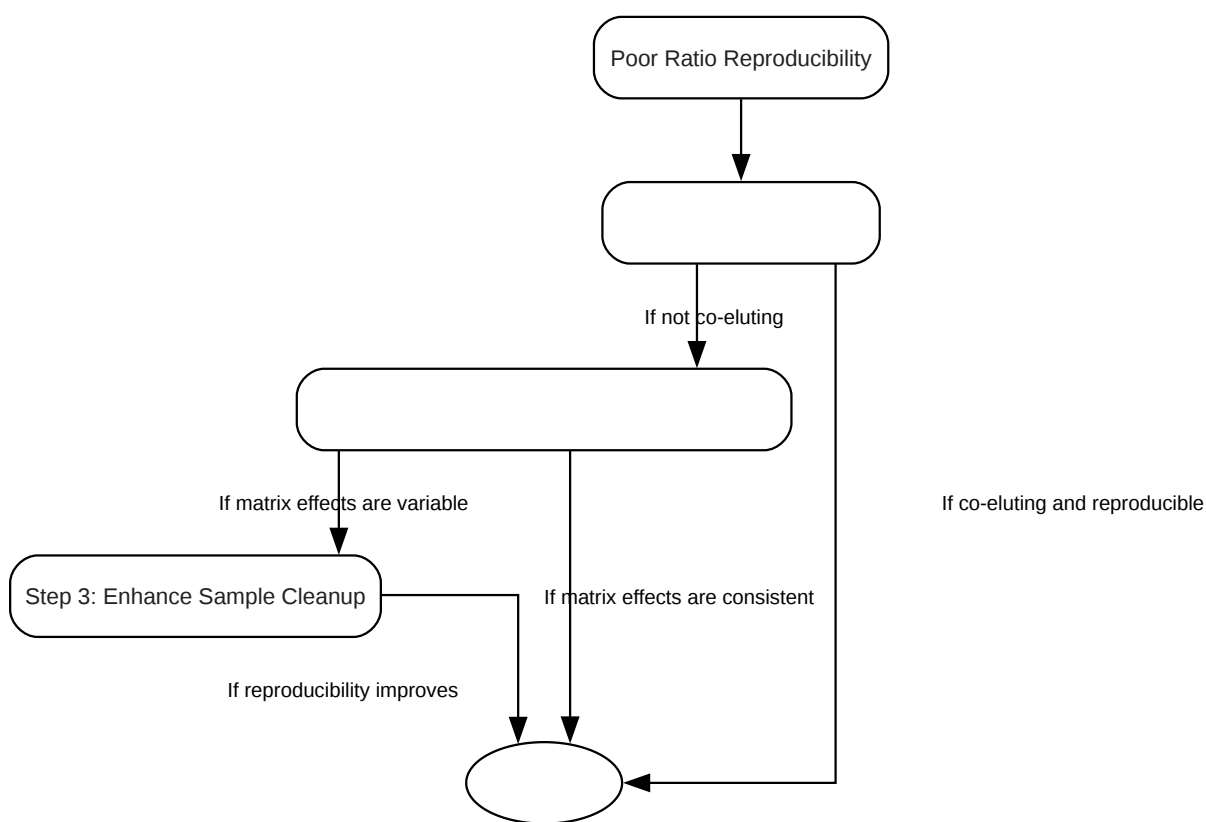 Poor Ratio Reproducibility
If not co-eluting
If matrix effects are variable
If co-eluting and reproducible
Step 3: Enhance Sample Cleanup
If matrix effects are consistent
If reproducibility improves